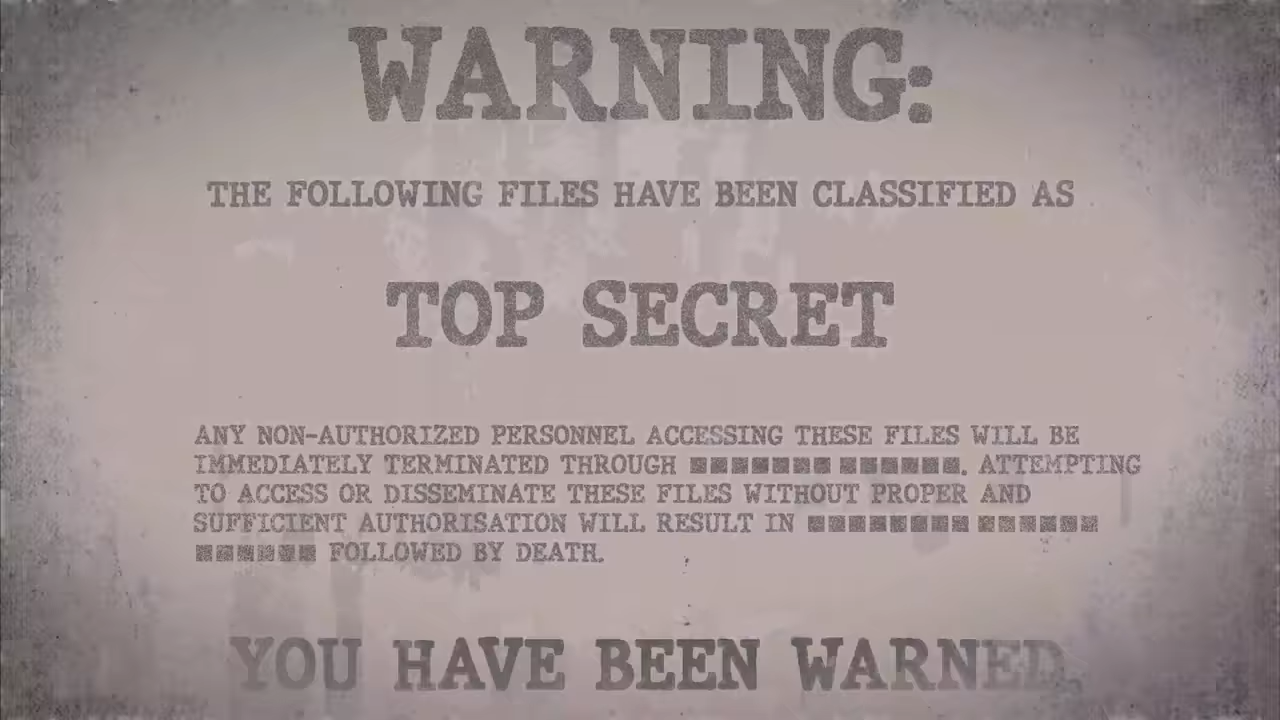 WARNING:
THE FOLLOWING FILES HAVE BEEN CLASSIFIED AS
TOP SECRET
ANY NON-AUTHORIZED PERSONNEL ACCESSING THESE FILES WILL BE
IMMEDIATELY TERMINATED THROUGH ■■■■■■■ ■■■■■■. ATTEMPTING
TO ACCESS OR DISSEMINATE THESE FILES WITHOUT PROPER AND
SUFFICIENT AUTHORISATION WILL RESULT IN ■■■■■■■■ ■■■■■■
■■■■■■ FOLLOWED BY DEATH.
YOU HAVE BEEN WARNED.